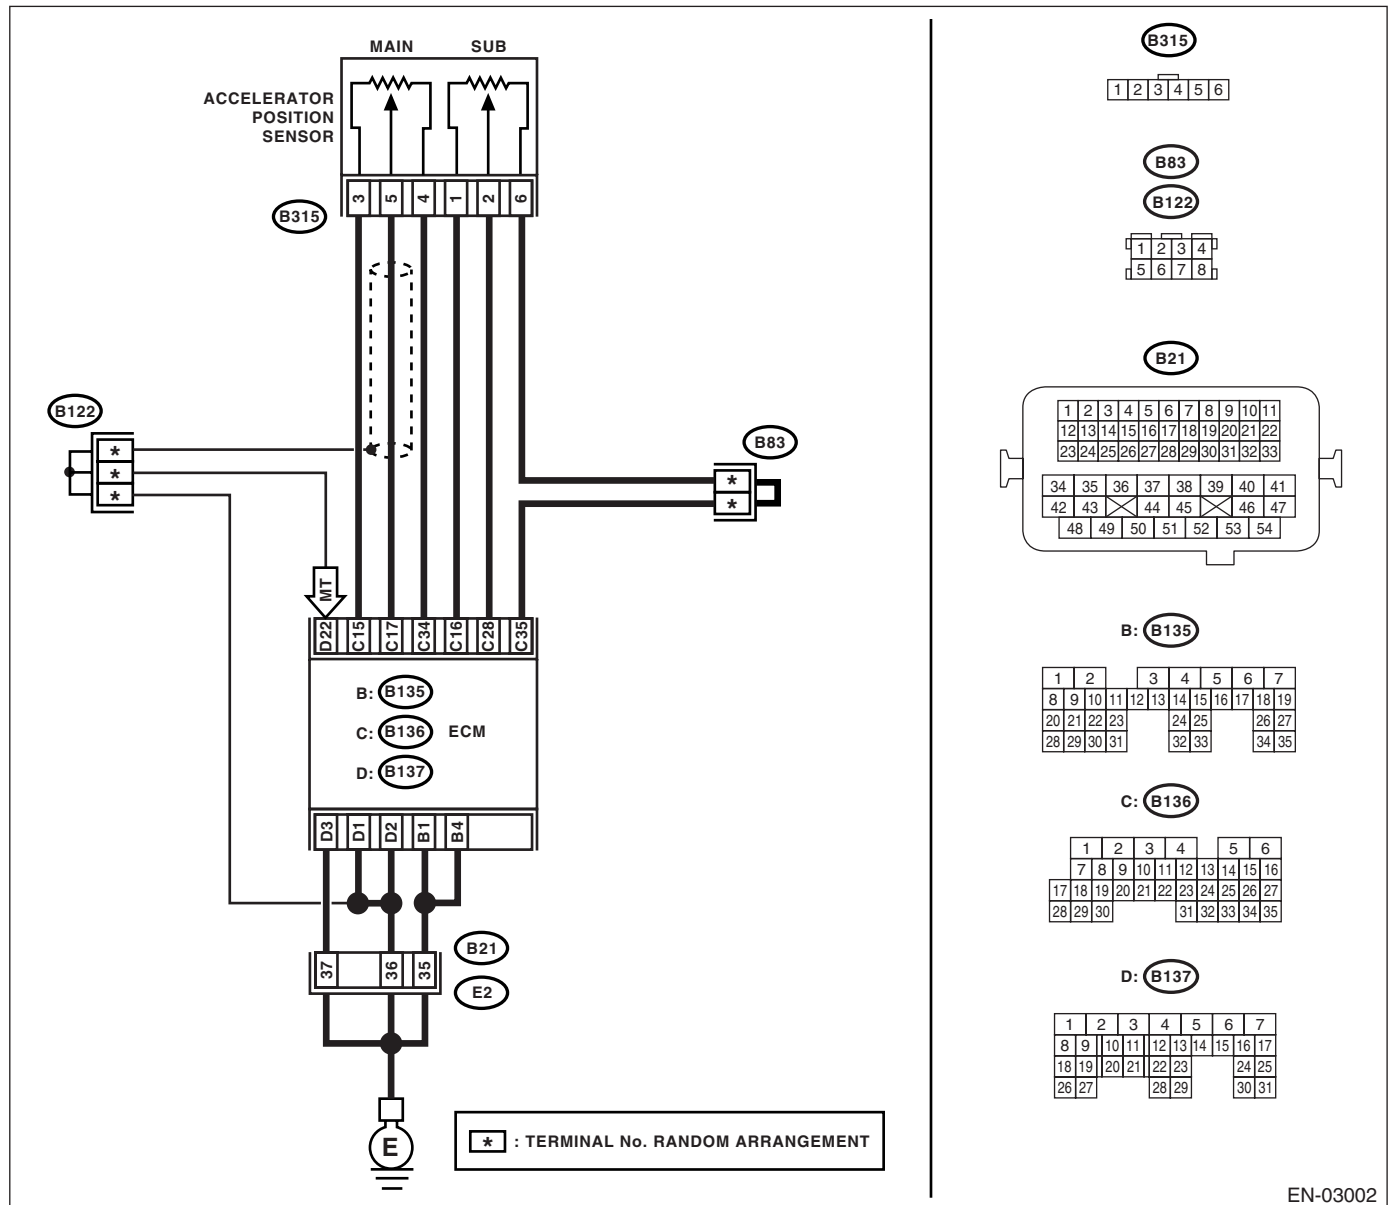 MAIN SUB
ACCELERATOR
POSITION
SENSOR
3 5 4 1 2 6
B315
B122
*
*
*
B83
*
*
MT
D22 C15 C17 C34 C16 C28 C35
B: B135
C: B136 ECM
D: B137
D3 D1 D2 B1 B4
B21
37 36 35
E2
E
* : TERMINAL No. RANDOM ARRANGEMENT
B315
1 2 3 4 5 6
B83
B122
1 2 3 4
5 6 7 8
B21
1 2 3 4 5 6 7 8 9 10 11
12 13 14 15 16 17 18 19 20 21 22
23 24 25 26 27 28 29 30 31 32 33
34 35 36 37 38 39 40 41
42 43 44 45 46 47
48 49 50 51 52 53 54
B: B135
1 2 3 4 5 6 7
8 9 10 11 12 13 14 15 16 17 18 19
20 21 22 23 24 25 26 27
28 29 30 31 32 33 34 35
C: B136
1 2 3 4 5 6
7 8 9 10 11 12 13 14 15 16
17 18 19 20 21 22 23 24 25 26 27
28 29 30 31 32 33 34 35
D: B137
1 2 3 4 5 6 7
8 9 10 11 12 13 14 15 16 17
18 19 20 21 22 23 24 25
26 27 28 29 30 31
EN-03002